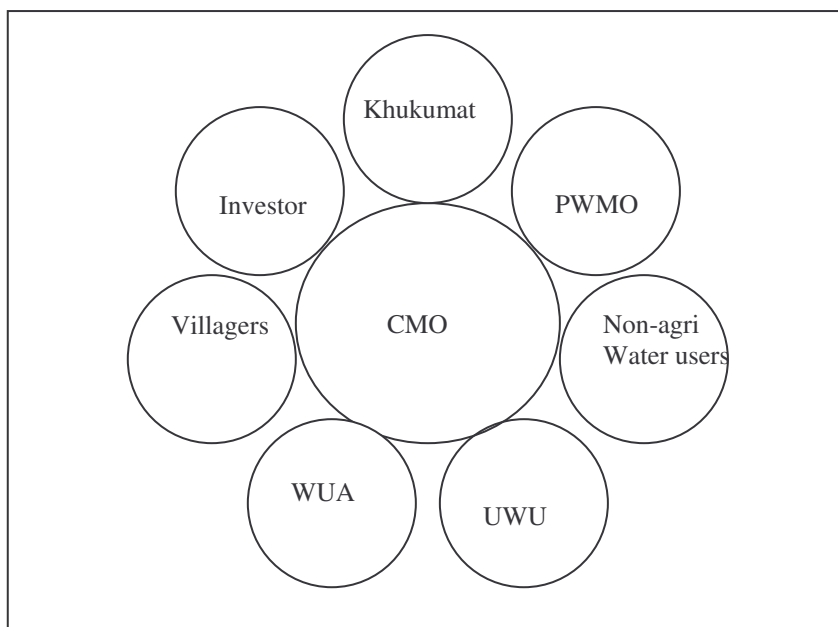 Khukumat
Investor
PWMO
Villagers
CMO
Non-agri
Water users
WUA
UWU